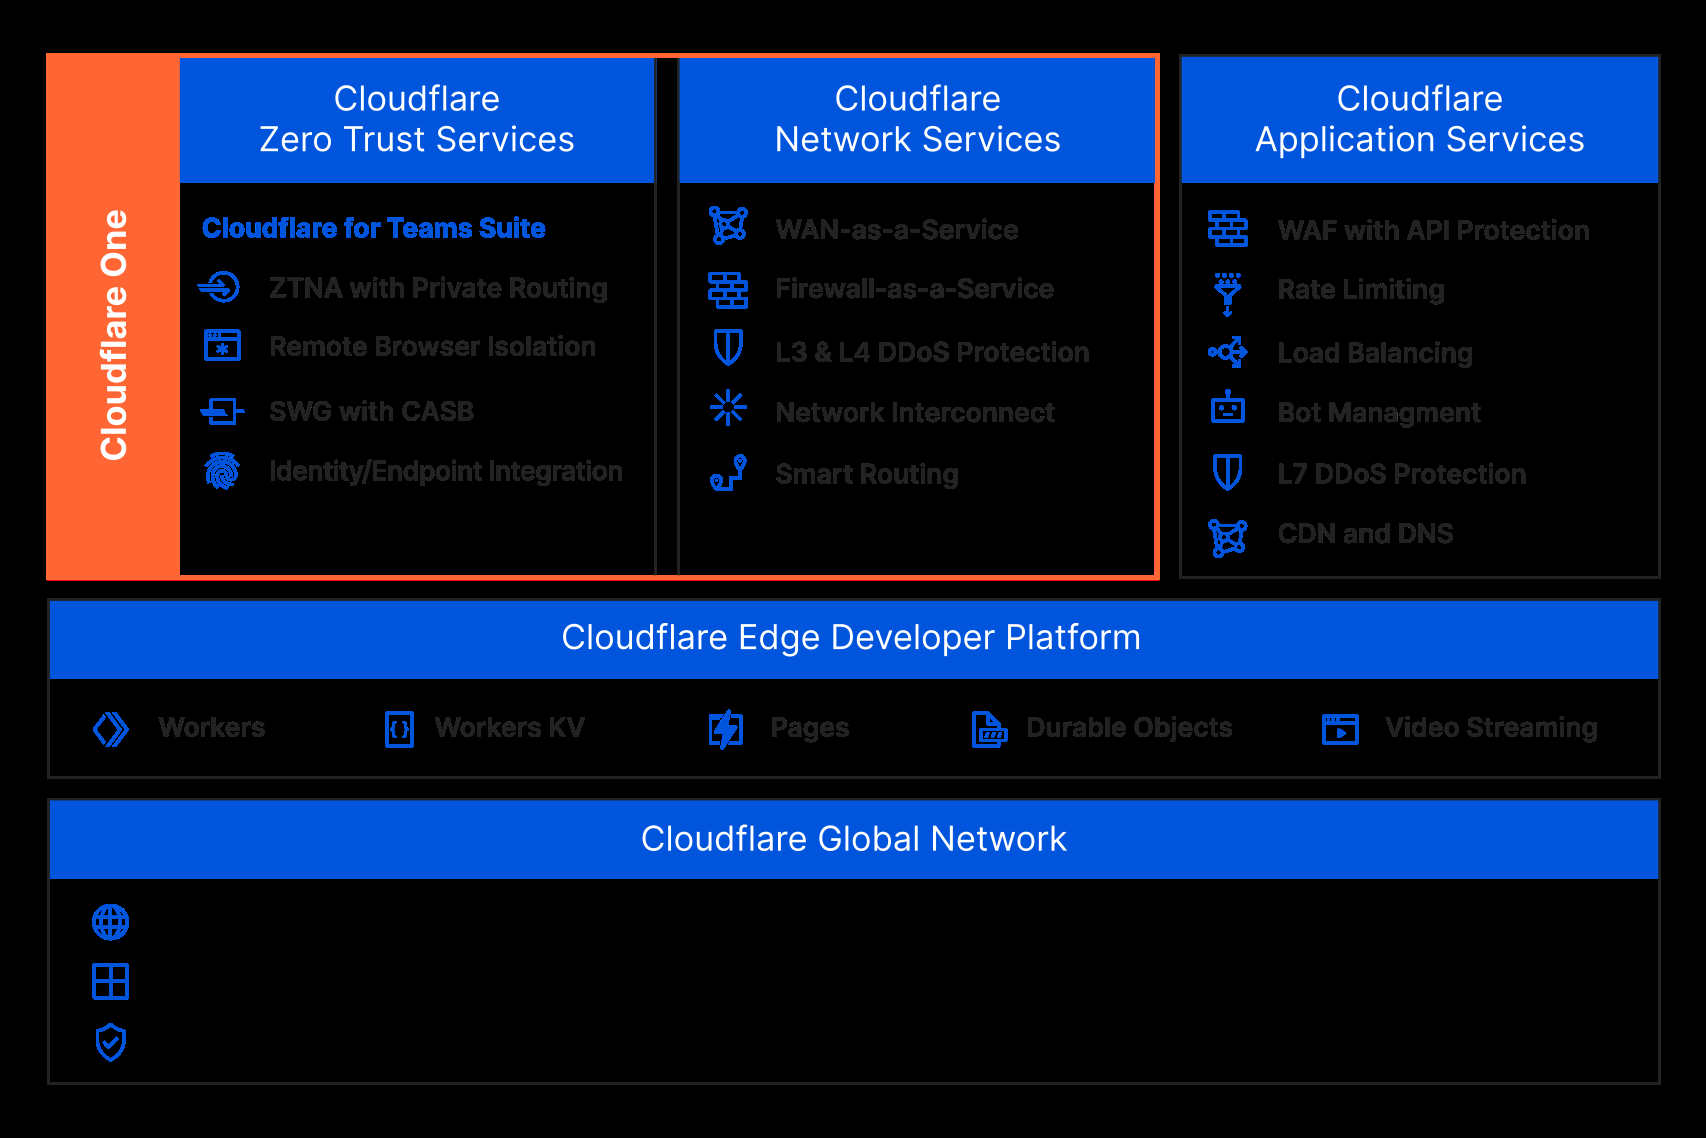 Cloudflare One
Cloudflare
Zero Trust Services
Cloudflare for Teams Suite
ZTNA with Private Routing
Remote Browser Isolation
SWG with CASB
Identity/Endpoint Integration
Cloudflare
Network Services
WAN-as-a-Service
Firewall-as-a-Service
L3 & L4 DDoS Protection
Network Interconnect
Smart Routing
Cloudflare
Application Services
WAF with API Protection
Rate Limiting
Load Balancing
Bot Managment
L7 DDoS Protection
CDN and DNS
Cloudflare Edge Developer Platform
Workers
Workers KV
Pages
Durable Objects
Video Streaming
Cloudflare Global Network